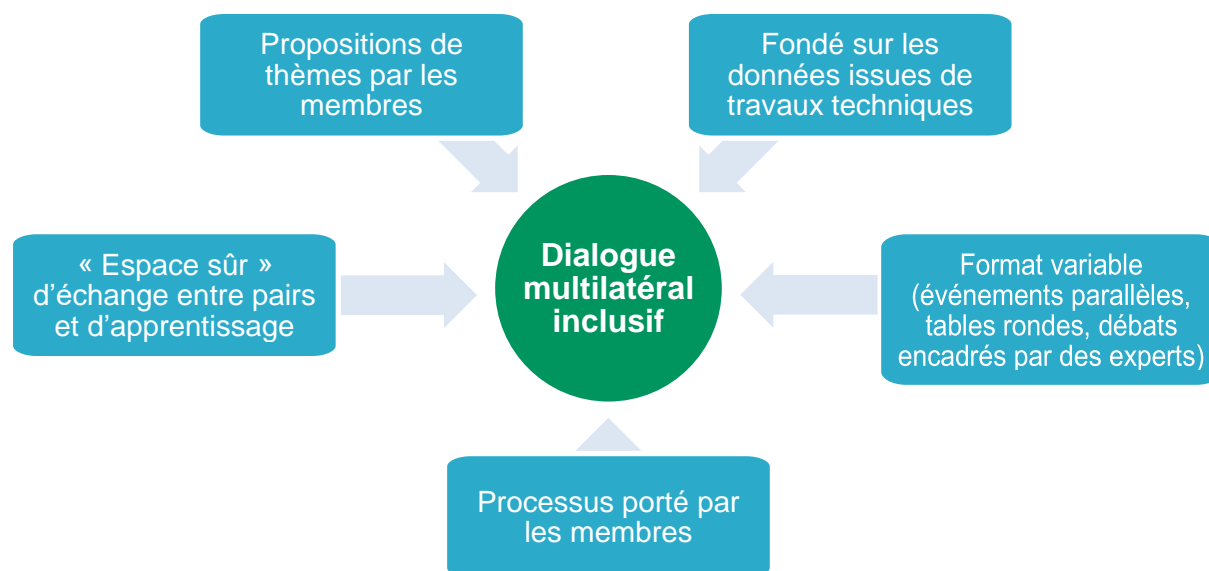 Propositions de
thèmes par les
membres
Fondé sur les
données issues de
travaux techniques
« Espace sûr »
d’échange entre pairs
et d’apprentissage
Dialogue
multilatéral
inclusif
Format variable
(événements parallèles,
tables rondes, débats
encadrés par des experts)
Processus porté par
les membres